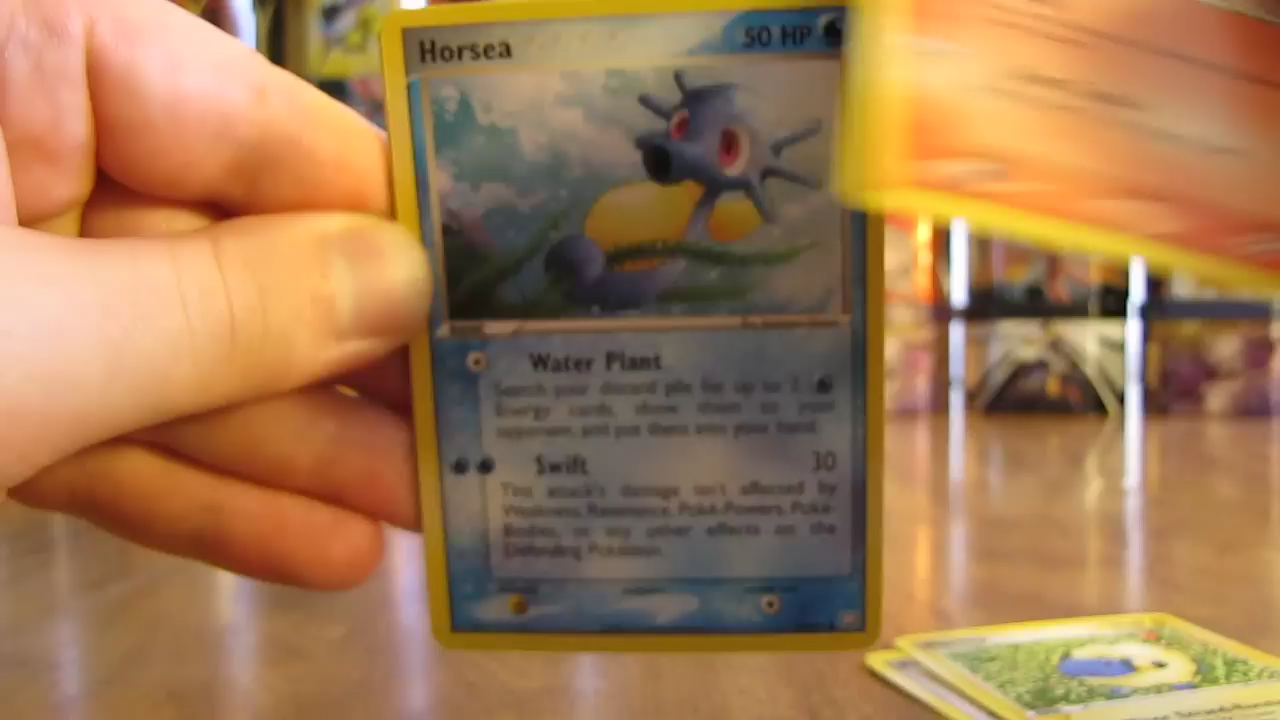 Horsea
50 HP
Water Plant
Search your discard pile for up to
Energy cards, show them to your
opponent, and put them into your hand.
Swift 30
This attack's damage isn't affected by
Weakness, Resistance, Poké-Powers, Poké-
Bodies, or any other effects on the
Defending Pokémon.